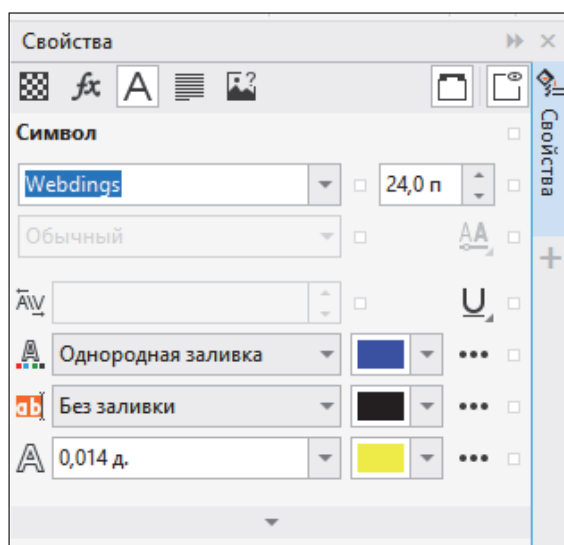 Свойства
Символ
Webdings
24,0 п
Обычный
Однородная заливка
Без заливки
0,014 д.
Свойства